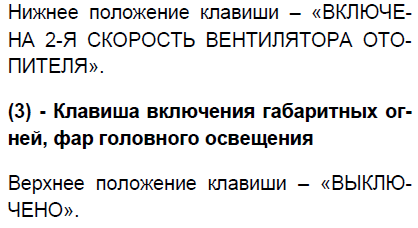 Нижнее положение клавиши – «ВКЛЮЧЕ-
НА 2-Я СКОРОСТЬ ВЕНТИЛЯТОРА ОТО-
ПИТЕЛЯ».
(3) - Клавиша включения габаритных ог-
ней, фар головного освещения
Верхнее положение клавиши – «ВЫКЛЮ-
ЧЕНО».